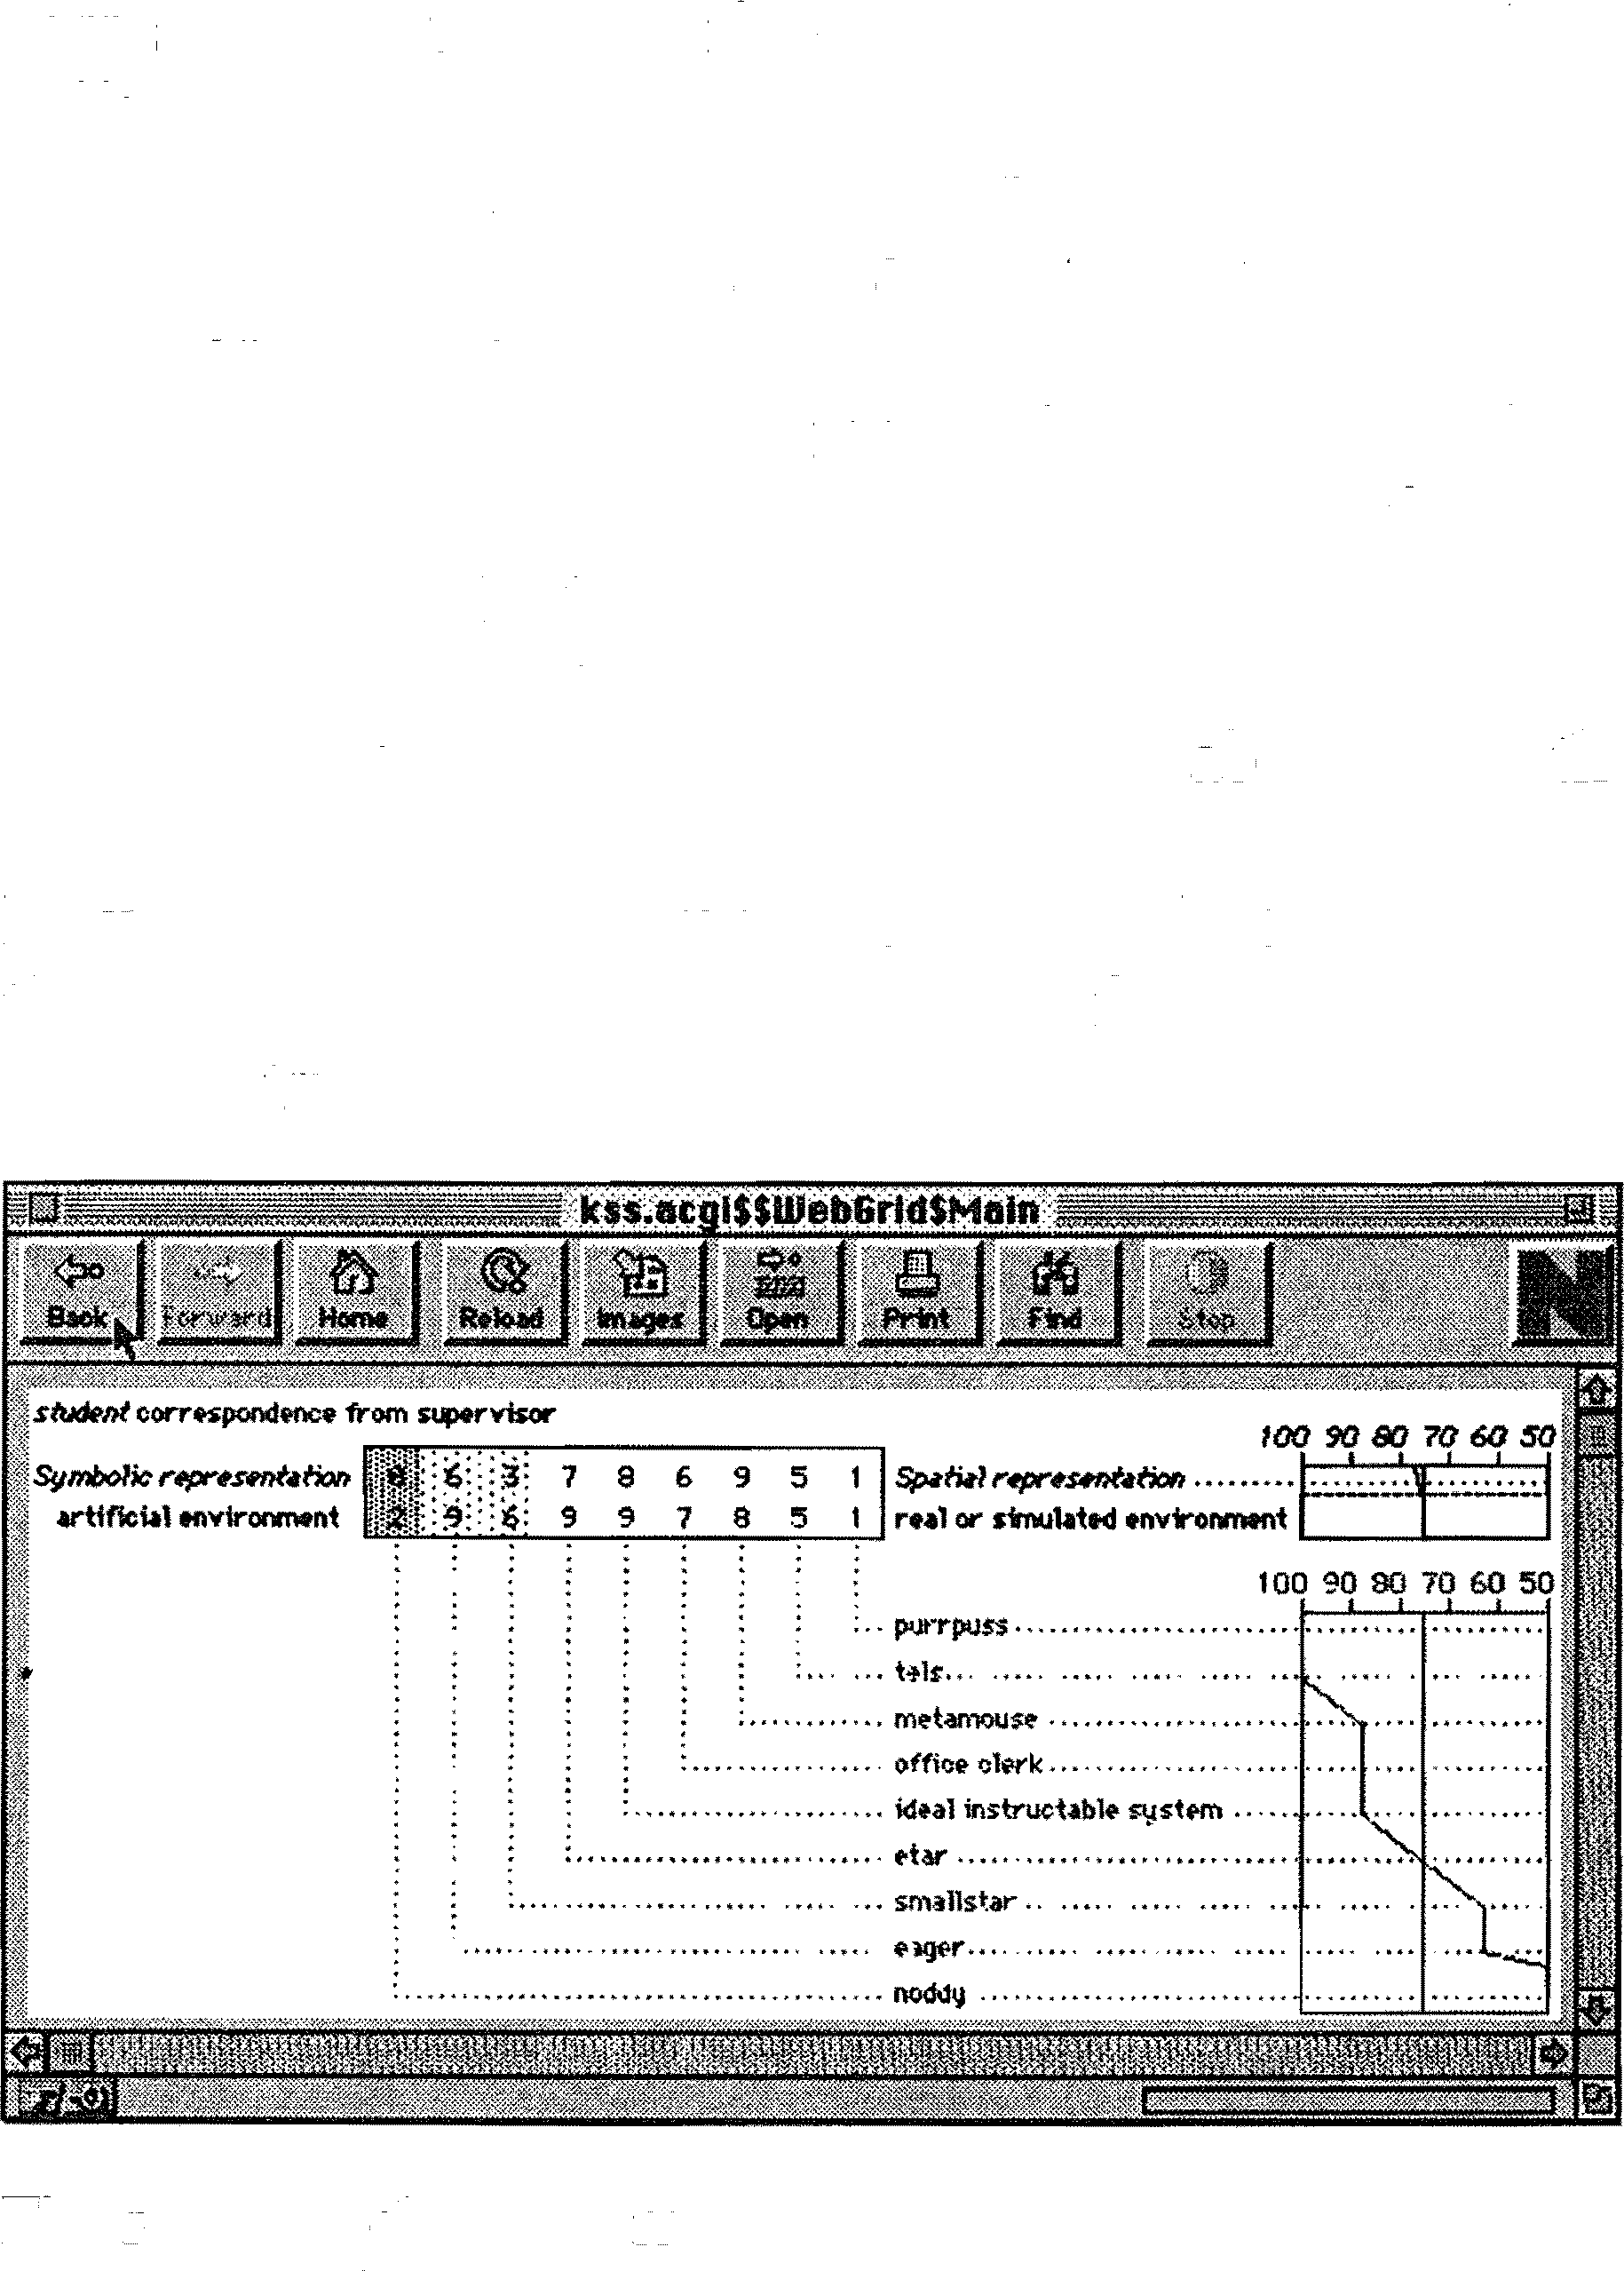 kss.acgi$$WebGrid$Main
Back Forward Home Reload Images Open Print Find Stop
N
student correspondence from supervisor
100 90 80 70 60 50
Symbolic representation 8 6 3 7 8 6 9 5 1 Spatial representation
artificial environment 2 9 6 9 9 7 8 5 1 real or simulated environment
100 90 80 70 60 50
purrpuss
tels
metamouse
office clerk
ideal instructable system
etar
smallstar
eager
noddy